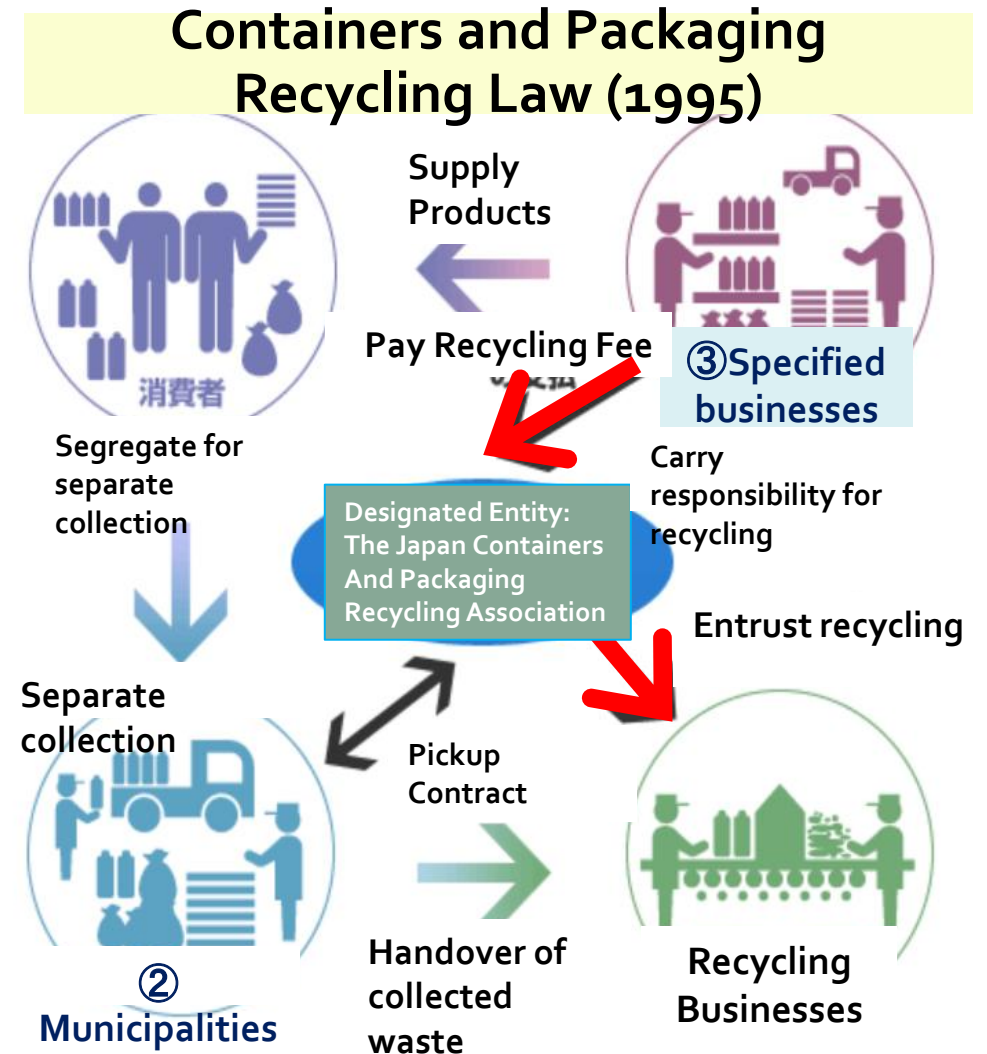 Containers and Packaging
Recycling Law (1995)
Supply
Products
消費者
Pay Recycling Fee
③Specified
businesses
Segregate for
separate
collection
Carry
responsibility for
recycling
Designated Entity:
The Japan Containers
And Packaging
Recycling Association
Entrust recycling
Separate
collection
Pickup
Contract
②
Municipalities
Handover of
collected
waste
Recycling
Businesses